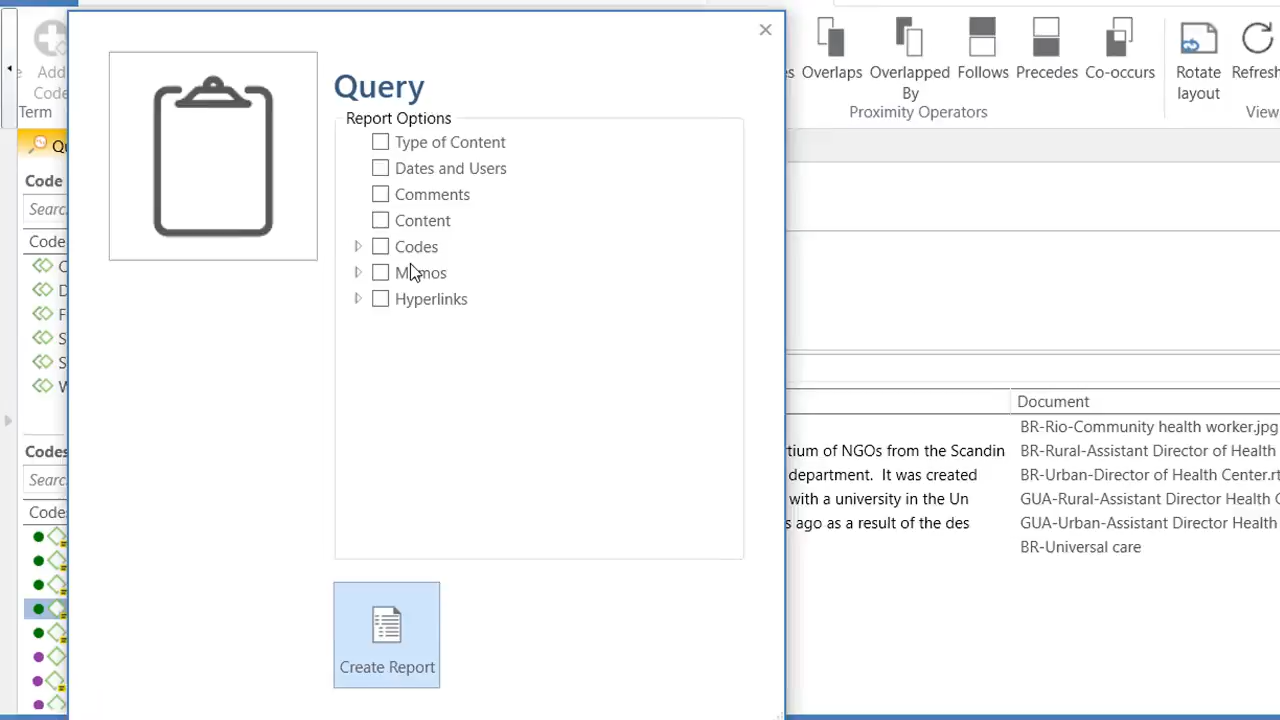 Add
Code
Term
Overlaps
Overlapped
By
Follows
Precedes
Co-occurs
Proximity Operators
Rotate
layout
Refresh
View
Query
Report Options
Type of Content
Dates and Users
Comments
Content
Codes
Memos
Hyperlinks
Create Report
Qu
Code
Searc
Code
C
D
F
S
S
W
Codes
Searc
Code
Document
BR-Rio-Community health worker.jpg
tium of NGOs from the Scandin BR-Rural-Assistant Director of Health
department. It was created BR-Urban-Director of Health Center.rt
with a university in the Un GUA-Rural-Assistant Director Health C
s ago as a result of the des GUA-Urban-Assistant Director Health
BR-Universal care